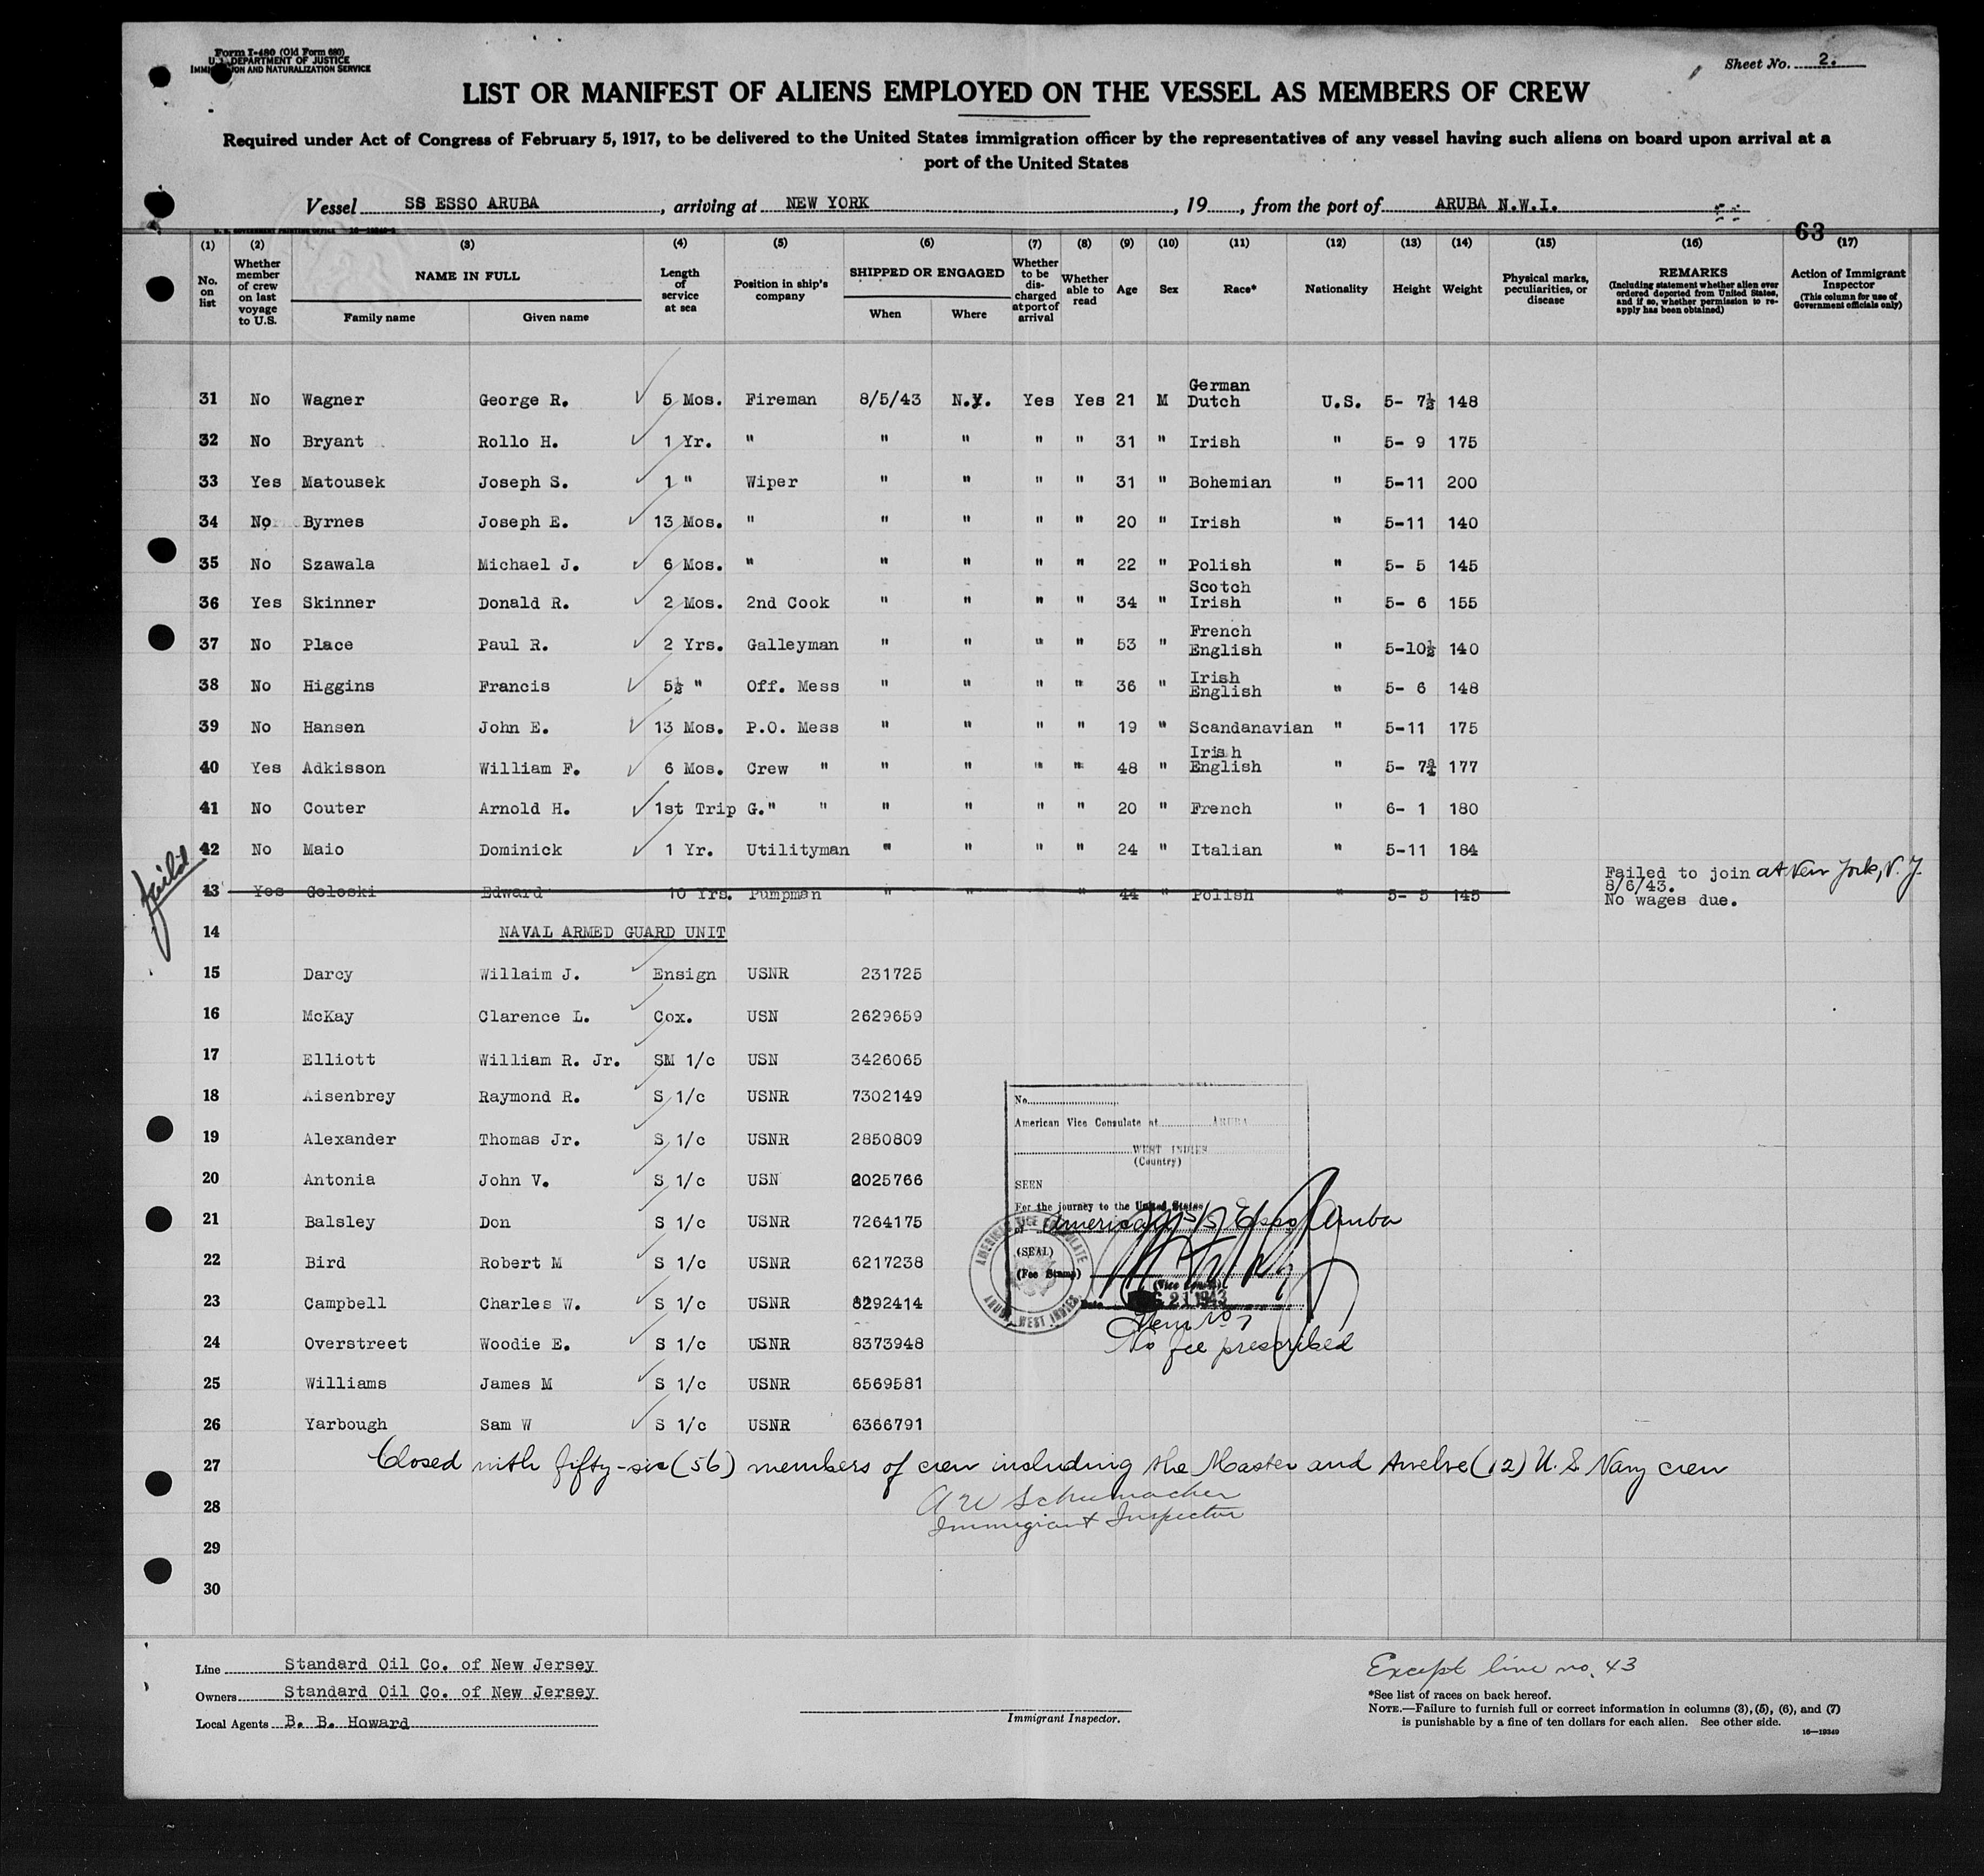 Form I-480 (Old Form 680)
U. S. DEPARTMENT OF JUSTICE
IMMIGRATION AND NATURALIZATION SERVICE
Sheet No. 2.
LIST OR MANIFEST OF ALIENS EMPLOYED ON THE VESSEL AS MEMBERS OF CREW
Required under Act of Congress of February 5, 1917, to be delivered to the United States immigration officer by the representatives of any vessel having such aliens on board upon arrival at a
port of the United States
Vessel SS ESSO ARUBA, arriving at NEW YORK, 19, from the port of ARUBA N.W.I.
63
(1) (2) (3) (4) (5) (6) (7) (8) (9) (10) (11) (12) (13) (14) (15) (16) (17)
No. on list
Whether member of crew on last voyage to U.S.
NAME IN FULL
Family name Given name
Length of service at sea
Position in ship's company
SHIPPED OR ENGAGED
When Where
Whether to be discharged at port of arrival
Whether able to read
Age
Sex
Race*
Nationality
Height
Weight
Physical marks, peculiarities, or disease
REMARKS
(Including statement whether alien ever ordered deported from United States, and if so, whether permission to reapply has been obtained)
Action of Immigrant Inspector
(This column for use of Government officials only)
31 No Wagner George R. 5 Mos. Fireman 8/5/43 N.Y. Yes Yes 21 M German Dutch U.S. 5- 7½ 148
32 No Bryant Rollo H. 1 Yr. " " " " " 31 " Irish " 5- 9 175
33 Yes Matousek Joseph S. 1 " Wiper " " " " 31 " Bohemian " 5-11 200
34 No Byrnes Joseph E. 13 Mos. " " " " " 20 " Irish " 5-11 140
35 No Szawala Michael J. 6 Mos. " " " " " 22 " Polish " 5- 5 145
36 Yes Skinner Donald R. 2 Mos. 2nd Cook " " " " 34 " Scotch Irish " 5- 6 155
37 No Place Paul R. 2 Yrs. Galleyman " " " " 53 " French English " 5-10½ 140
38 No Higgins Francis 5½ " Off. Mess " " " " 36 " Irish English " 5- 6 148
39 No Hansen John E. 13 Mos. P.O. Mess " " " " 19 " Scandanavian " 5-11 175
40 Yes Adkisson William F. 6 Mos. Crew " " " " " 48 " Irish English " 5- 7¾ 177
41 No Couter Arnold H. 1st Trip G." " " " " " 20 " French " 6- 1 180
42 No Maio Dominick 1 Yr. Utilityman " " " " 24 " Italian " 5-11 184
failed
43 Yes Goloski Edward 10 Yrs. Pumpman " " " " 44 " Polish " 5- 5 145 Failed to join at New York, N.Y.
8/6/43.
No wages due.
14 NAVAL ARMED GUARD UNIT
15 Darcy Willaim J. Ensign USNR 231725
16 McKay Clarence L. Cox. USN 2629659
17 Elliott William R. Jr. SM 1/c USN 3426065
18 Aisenbrey Raymond R. S 1/c USNR 7302149
19 Alexander Thomas Jr. S 1/c USNR 2850809
20 Antonia John V. S 1/c USN 2025766
21 Balsley Don S 1/c USNR 7264175
22 Bird Robert M S 1/c USNR 6217238
23 Campbell Charles W. S 1/c USNR 8292414
24 Overstreet Woodie E. S 1/c USNR 8373948
25 Williams James M S 1/c USNR 6569581
26 Yarbough Sam W S 1/c USNR 6366791
No.
American Vice Consulate at ARUBA
WEST INDIES
(Country)
SEEN
For the journey to the United States
of American S/S Esso Aruba
(SEAL)
(Fee Stamp)
(Vice Consul)
Date 21 1943
AMERICAN VICE CONSULATE
ARUBA, WEST INDIES
Item No 7
No fee prescribed
27 Closed with fifty-six (56) members of crew including the Master and twelve (12) U. S. Navy crew
28 A W Schumacher
Immigrant Inspector
29
30
Line Standard Oil Co. of New Jersey
Owners Standard Oil Co. of New Jersey
Local Agents B. B. Howard
Immigrant Inspector.
Except line no. 43
*See list of races on back hereof.
NOTE.—Failure to furnish full or correct information in columns (3), (5), (6), and (7)
is punishable by a fine of ten dollars for each alien. See other side.
16—19349